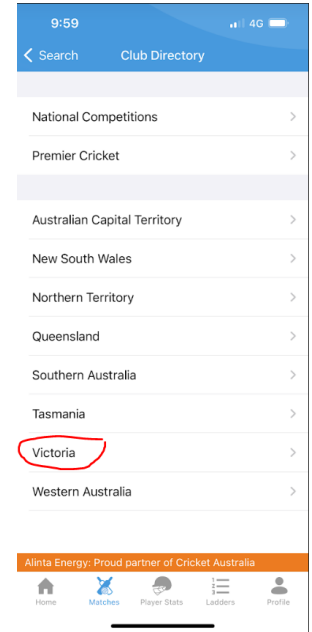 9:59
4G
Search
Club Directory
National Competitions
Premier Cricket
Australian Capital Territory
New South Wales
Northern Territory
Queensland
Southern Australia
Tasmania
Victoria
Western Australia
Alinta Energy: Proud partner of Cricket Australia
Home
Matches
Player Stats
Ladders
Profile